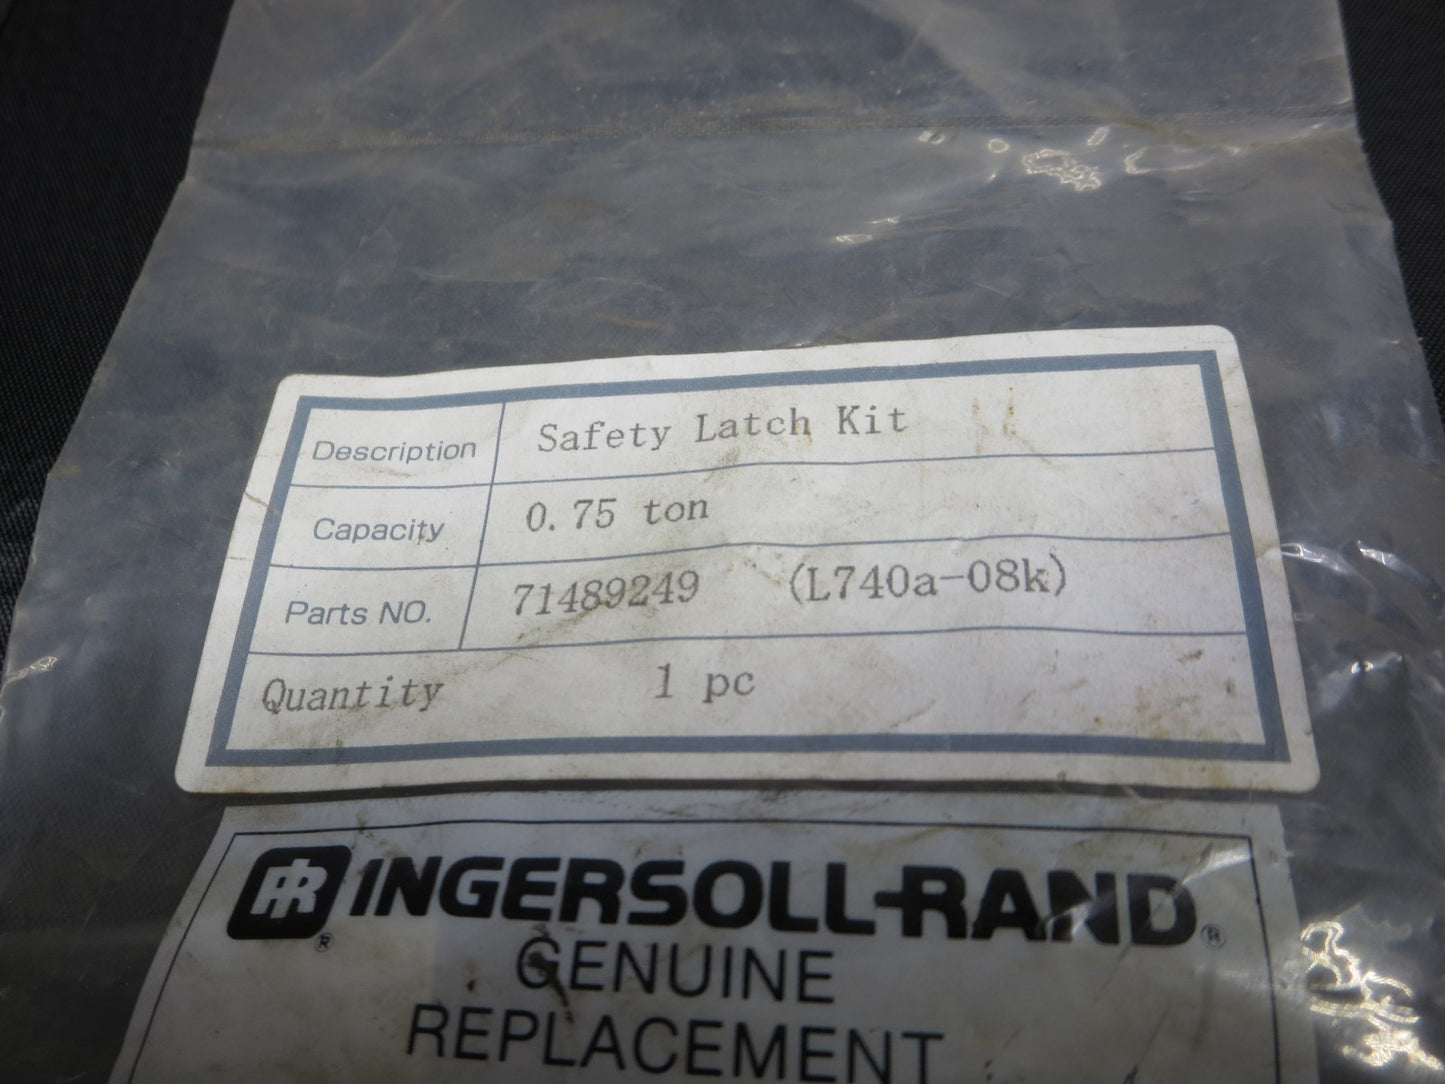 Description Safety Latch Kit
Capacity 0.75 ton
Parts NO. 71489249 (L740a-08k)
Quantity 1 pc
IR ® INGERSOLL-RAND ®
GENUINE
REPLACEMENT